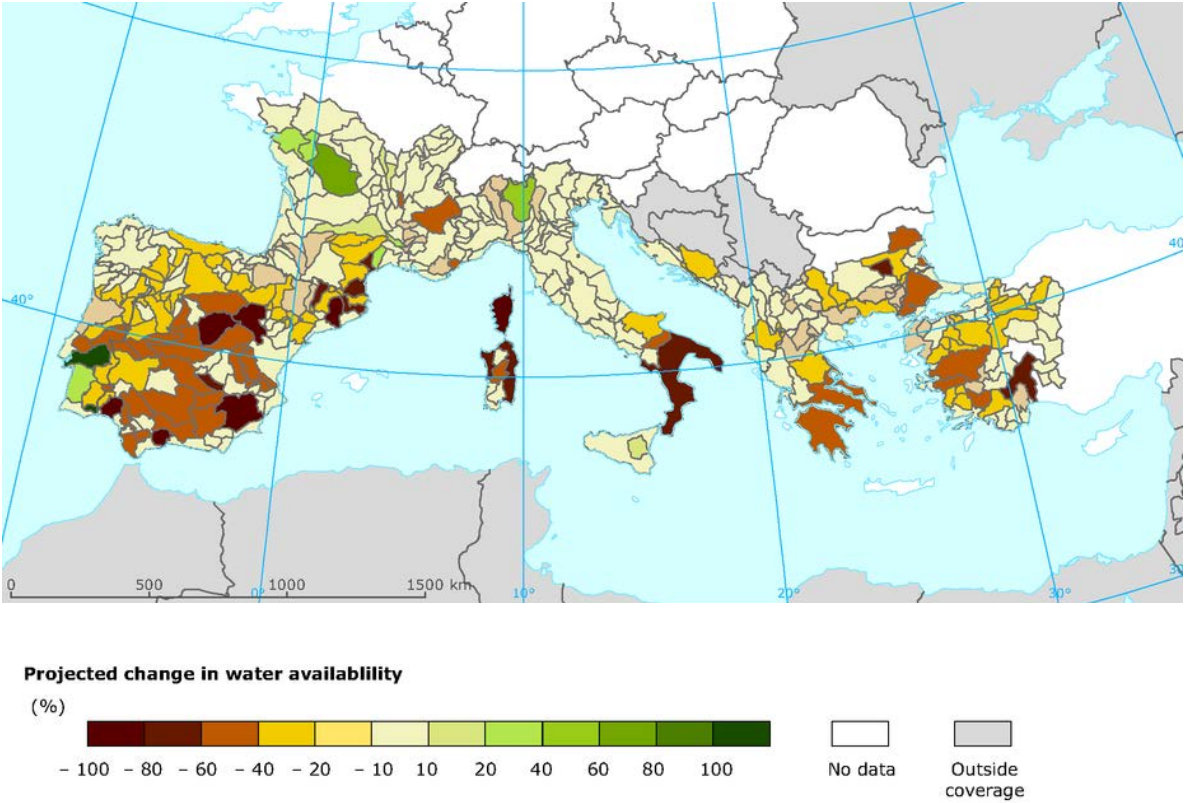 40
40°
0 500 1000 1500 km
0° 10° 20° 30° 30
Projected change in water availablility
(%)
– 100 – 80 – 60 – 40 – 20 – 10 10 20 40 60 80 100
No data
Outside
coverage